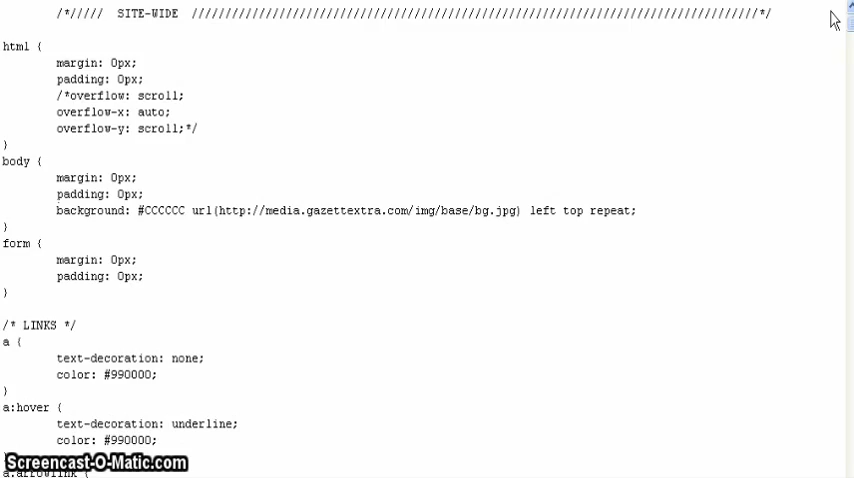 /*/////  SITE-WIDE  ////////////////////////////////////////////////////////////////////////////////////*/
html {
margin: 0px;
padding: 0px;
/*overflow: scroll;
overflow-x: auto;
overflow-y: scroll;*/
}
body {
margin: 0px;
padding: 0px;
background: #CCCCCC url(http://media.gazettextra.com/img/base/bg.jpg) left top repeat;
}
form {
margin: 0px;
padding: 0px;
}
/* LINKS */
a {
text-decoration: none;
color: #990000;
}
a:hover {
text-decoration: underline;
color: #990000;
Screencast-O-Matic.com
a.arrowlink {